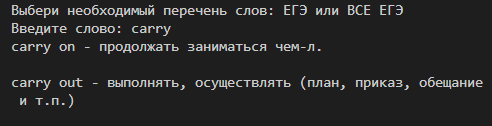 Выбери необходимый перечень слов: ЕГЭ или ВСЕ ЕГЭ
Введите слово: carry
carry on - продолжать заниматься чем-л.
carry out - выполнять, осуществлять (план, приказ, обещание
и т.п.)